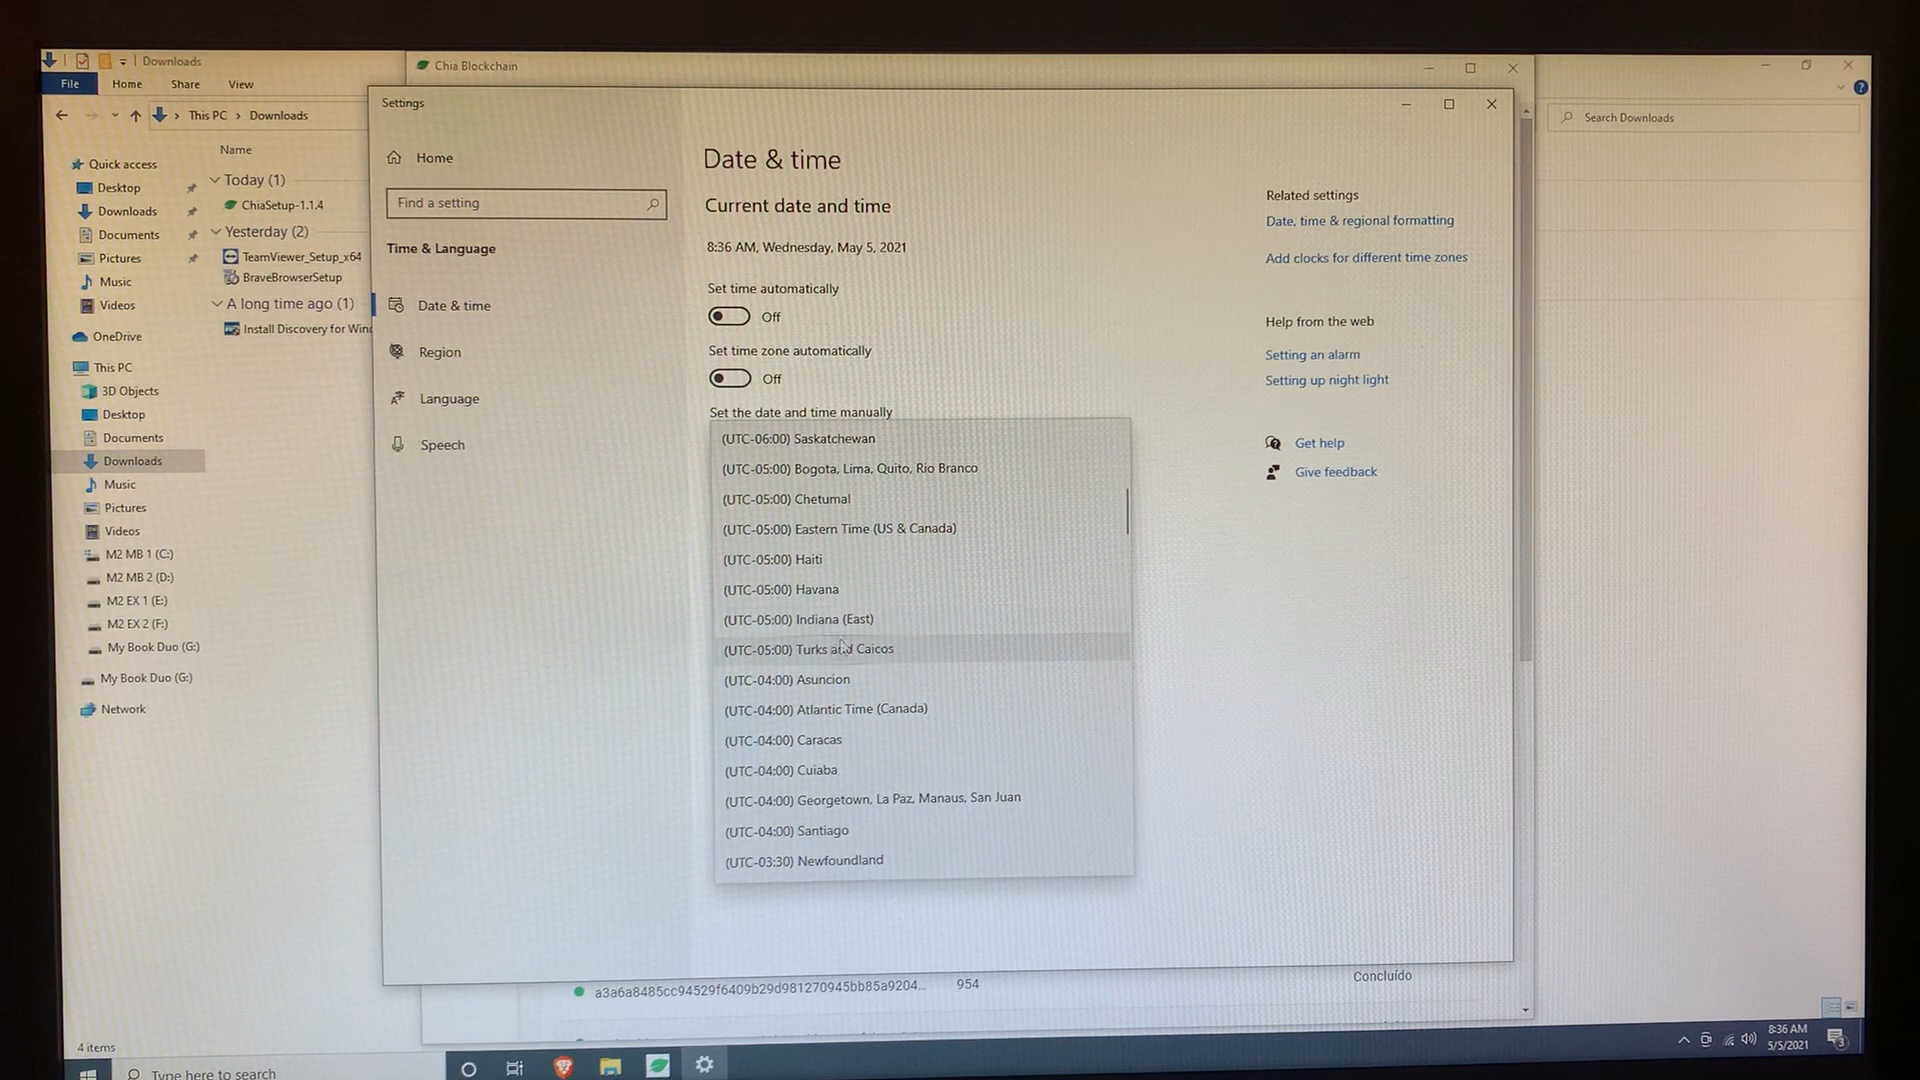 Downloads
File Home Share View
This PC > Downloads
Name
Quick access
Desktop
Downloads
Documents
Pictures
Music
Videos
OneDrive
This PC
3D Objects
Desktop
Documents
Downloads
Music
Pictures
Videos
M2 MB 1 (C:)
M2 MB 2 (D:)
M2 EX 1 (E:)
M2 EX 2 (F:)
My Book Duo (G:)
My Book Duo (G:)
Network
4 items
Today (1)
ChiaSetup-1.1.4
Yesterday (2)
TeamViewer_Setup_x64
BraveBrowserSetup
A long time ago (1)
Install Discovery for Wind
Chia Blockchain
Search Downloads
Settings
Home
Find a setting
Time & Language
Date & time
Region
Language
Speech
Date & time
Current date and time
8:36 AM, Wednesday, May 5, 2021
Set time automatically
Off
Set time zone automatically
Off
Set the date and time manually
(UTC-06:00) Saskatchewan
(UTC-05:00) Bogota, Lima, Quito, Rio Branco
(UTC-05:00) Chetumal
(UTC-05:00) Eastern Time (US & Canada)
(UTC-05:00) Haiti
(UTC-05:00) Havana
(UTC-05:00) Indiana (East)
(UTC-05:00) Turks and Caicos
(UTC-04:00) Asuncion
(UTC-04:00) Atlantic Time (Canada)
(UTC-04:00) Caracas
(UTC-04:00) Cuiaba
(UTC-04:00) Georgetown, La Paz, Manaus, San Juan
(UTC-04:00) Santiago
(UTC-03:30) Newfoundland
Related settings
Date, time & regional formatting
Add clocks for different time zones
Help from the web
Setting an alarm
Setting up night light
Get help
Give feedback
a3a6a8485cc94529f6409b29d981270945bb85a9204... 954 Concluído
Type here to search
8:36 AM
5/5/2021
3